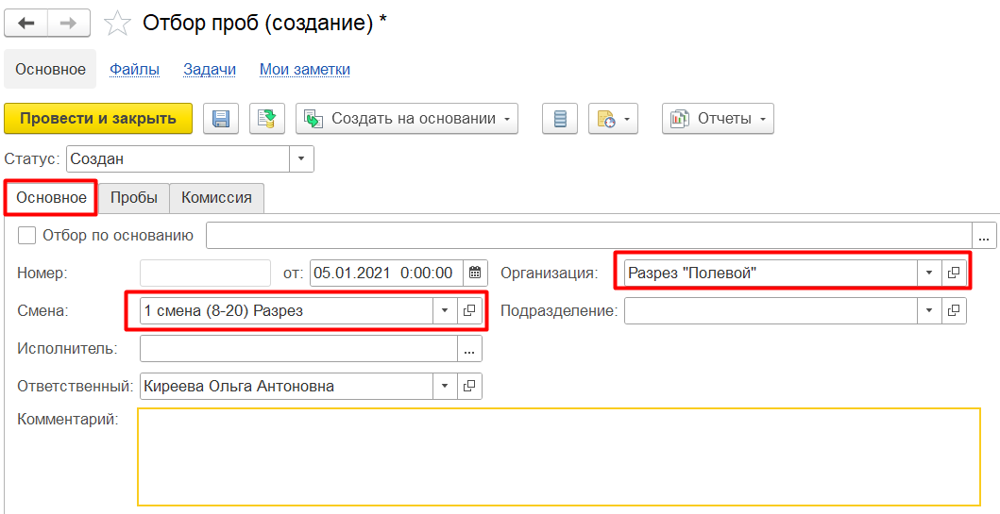 Отбор проб (создание) *
Основное Файлы Задачи Мои заметки
Провести и закрыть Создать на основании Отчеты
Статус: Создан
Основное Пробы Комиссия
Отбор по основанию ...
Номер: от: 05.01.2021 0:00:00 Организация: Разрез "Полевой"
Смена: 1 смена (8-20) Разрез Подразделение:
Исполнитель: ...
Ответственный: Киреева Ольга Антоновна
Комментарий: